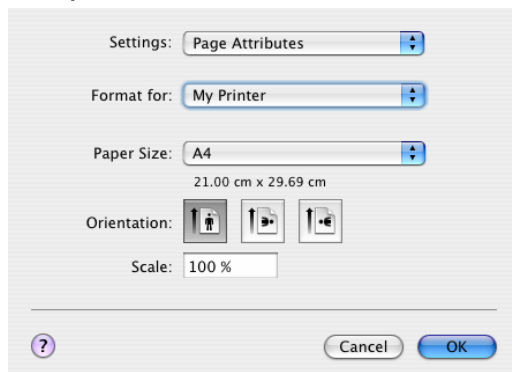 Settings: Page Attributes
Format for: My Printer
Paper Size: A4
21.00 cm x 29.69 cm
Orientation:
Scale: 100 %
? Cancel OK